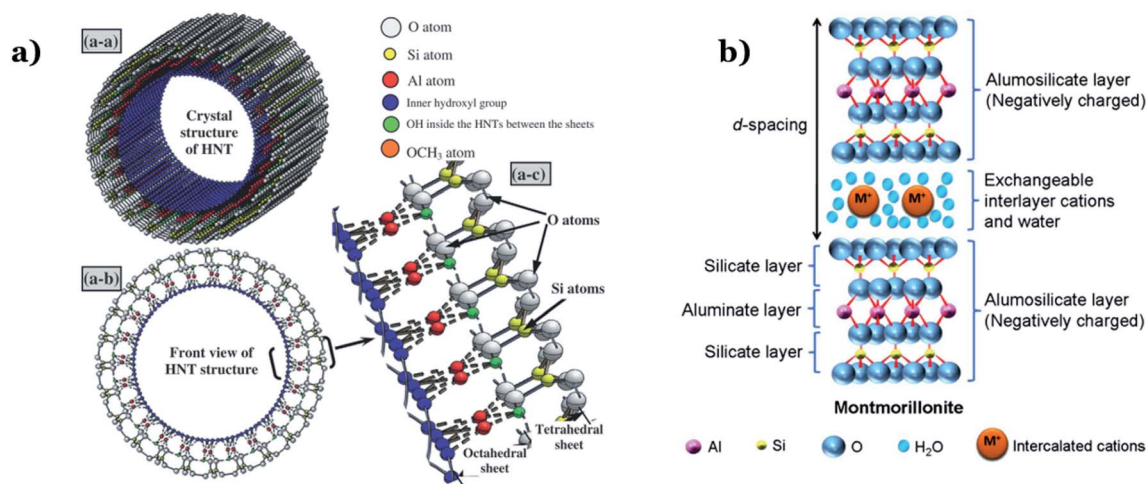 a)
(a-a)
Crystal
structure
of HNT
O atom
Si atom
Al atom
Inner hydroxyl group
OH inside the HNTs between the sheets
OCH3 atom
(a-b)
Front view of
HNT structure
(a-c)
O atoms
Si atoms
Tetrahedral
sheet
Octahedral
sheet
b)
d-spacing
Alumosilicate layer
(Negatively charged)
M+
M+
Exchangeable
interlayer cations
and water
Silicate layer
Aluminate layer
Silicate layer
Alumosilicate layer
(Negatively charged)
Montmorillonite
Al
Si
O
H2O
M+
Intercalated cations